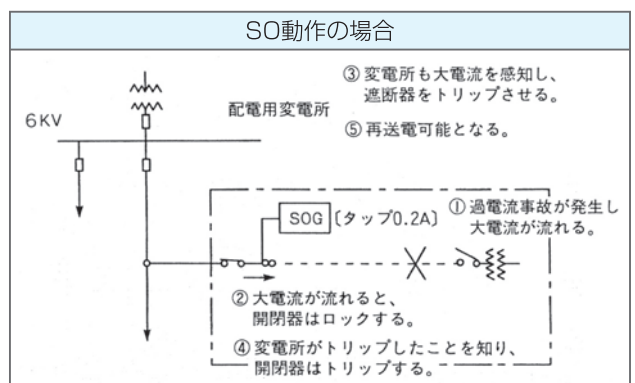 SO動作の場合
③変電所も大電流を感知し、
遮断器をトリップさせる。
配電用変電所
6KV
⑤再送電可能となる。
SOG
〔タップ0.2A〕
①過電流事故が発生し
大電流が流れる。
②大電流が流れると、
開閉器はロックする。
④変電所がトリップしたことを知り、
開閉器はトリップする。